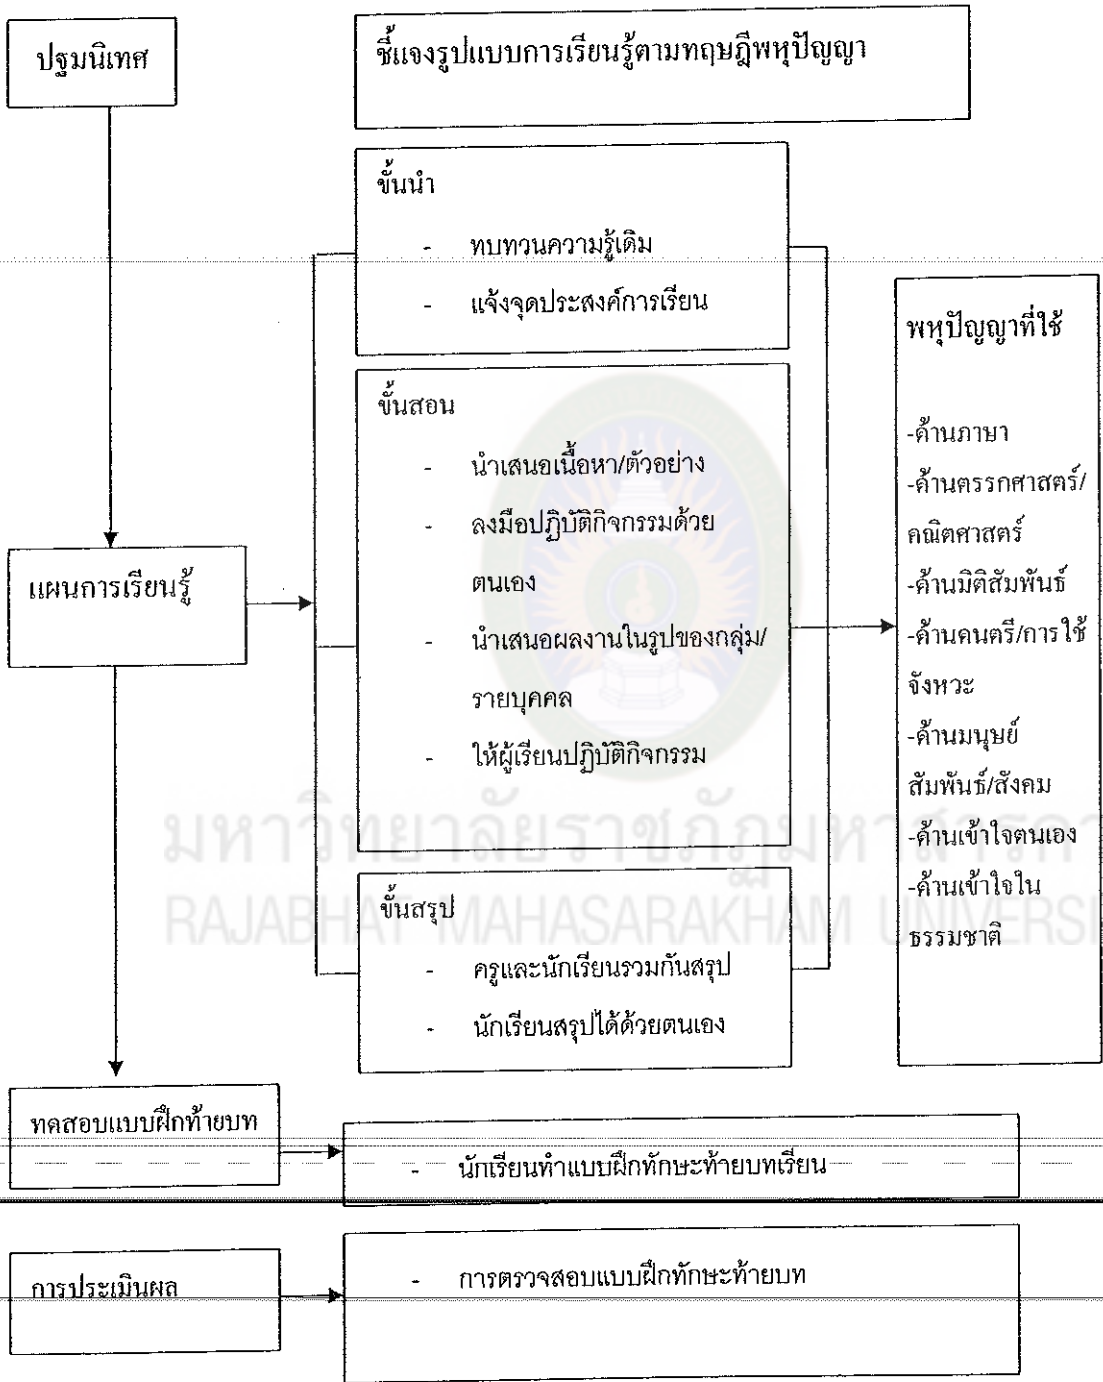 ปฐมนิเทศ
ชี้แจงรูปแบบการเรียนรู้ตามทฤษฎีพหุปัญญา
ขั้นนำ
- ทบทวนความรู้เดิม
- แจ้งจุดประสงค์การเรียน
ขั้นสอน
- นำเสนอเนื้อหา/ตัวอย่าง
- ลงมือปฏิบัติกิจกรรมด้วย
ตนเอง
- นำเสนอผลงานในรูปของกลุ่ม/
รายบุคคล
- ให้ผู้เรียนปฏิบัติกิจกรรม
แผนการเรียนรู้
พหุปัญญาที่ใช้
-ด้านภาษา
-ด้านตรรกศาสตร์/
คณิตศาสตร์
-ด้านมิติสัมพันธ์
-ด้านดนตรี/การใช้
จังหวะ
-ด้านมนุษย์
สัมพันธ์/สังคม
-ด้านเข้าใจตนเอง
-ด้านเข้าใจใน
ธรรมชาติ
มหาวิทยาลัยราชภัฏมหาสารคา
RAJABHAT MAHASARAKHAM UNIVERSI
ขั้นสรุป
- ครูและนักเรียนรวมกันสรุป
- นักเรียนสรุปได้ด้วยตนเอง
ทดสอบแบบฝึกท้ายบท
- นักเรียนทำแบบฝึกทักษะท้ายบทเรียน
การประเมินผล
- การตรวจสอบแบบฝึกทักษะท้ายบท